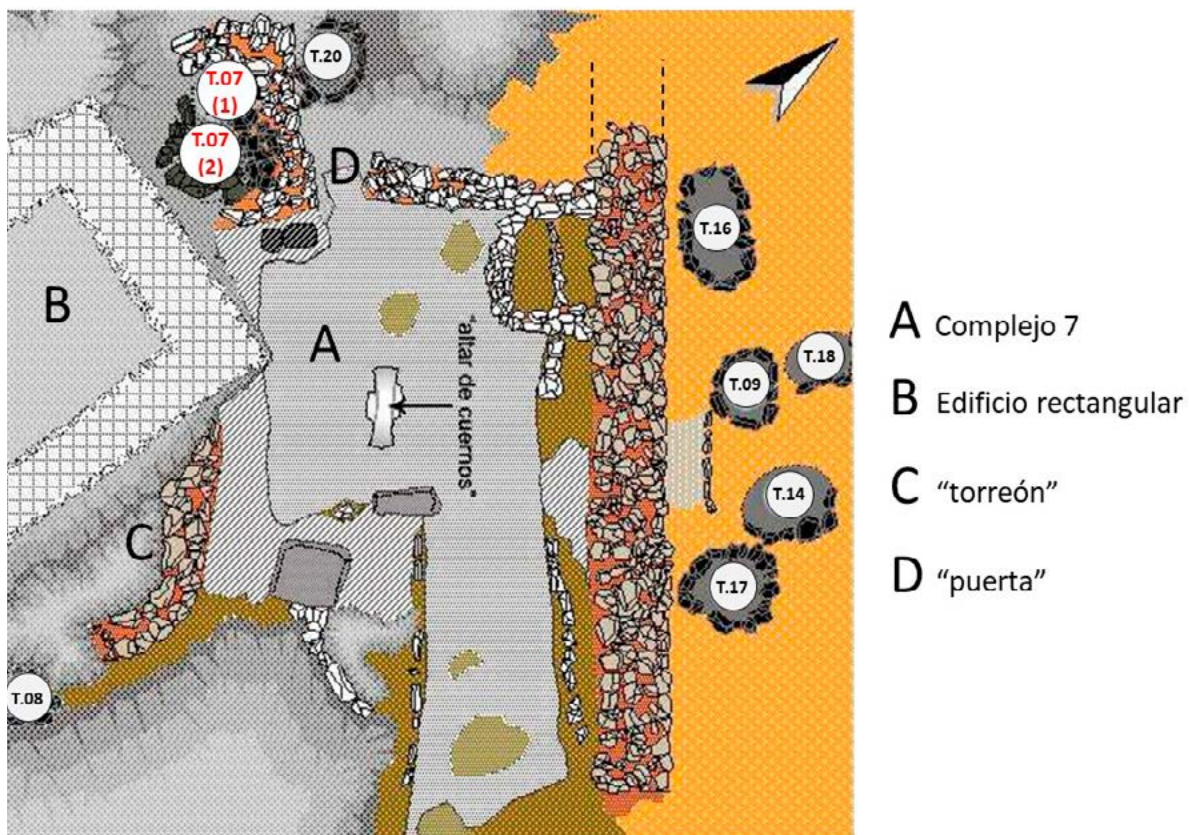 T.20
T.07
(1)
T.07
(2)
D
T.16
B
A
"altar de cuernos"
T.09
T.18
C
T.14
T.17
T.08
A Complejo 7
B Edificio rectangular
C “torreón”
D “puerta”